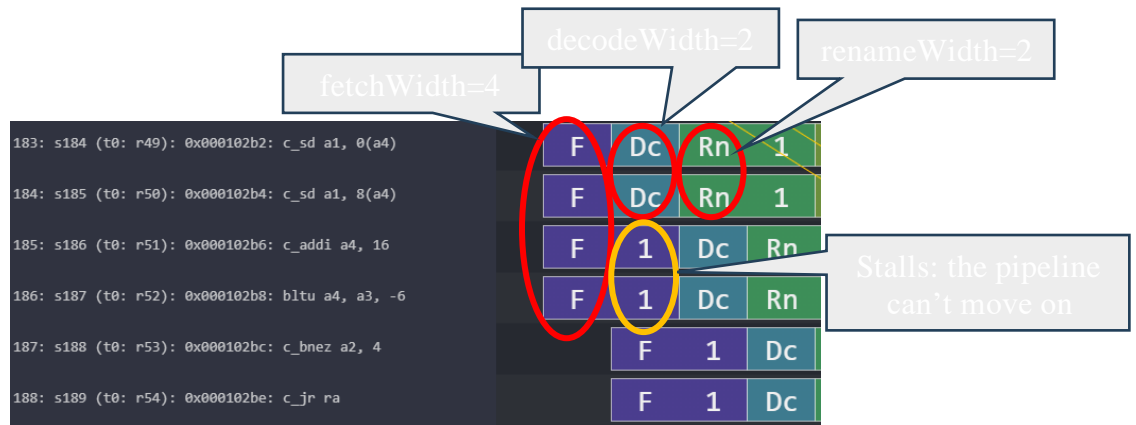 decodeWidth=2
renameWidth=2
fetchWidth=4
183: s184 (t0: r49): 0x000102b2: c_sd a1, 0(a4) F Dc Rn 1
184: s185 (t0: r50): 0x000102b4: c_sd a1, 8(a4) F Dc Rn 1
185: s186 (t0: r51): 0x000102b6: c_addi a4, 16 F 1 Dc Rn
186: s187 (t0: r52): 0x000102b8: bltu a4, a3, -6 F 1 Dc Rn
Stalls: the pipeline
can't move on
187: s188 (t0: r53): 0x000102bc: c_bnez a2, 4 F 1 Dc
188: s189 (t0: r54): 0x000102be: c_jr ra F 1 Dc